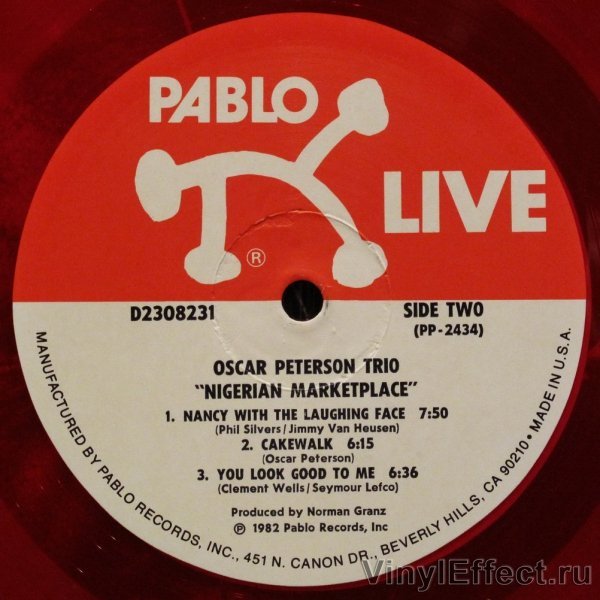 PABLO
LIVE
®
D2308231
SIDE TWO
(PP-2434)
OSCAR PETERSON TRIO
"NIGERIAN MARKETPLACE"
1. NANCY WITH THE LAUGHING FACE 7:50
(Phil Silvers/Jimmy Van Heusen)
2. CAKEWALK 6:15
(Oscar Peterson)
3. YOU LOOK GOOD TO ME 6:36
(Clement Wells/Seymour Lefco)
Produced by Norman Granz
℗ 1982 Pablo Records, Inc
MANUFACTURED BY PABLO RECORDS, INC., 451 N. CANON DR., BEVERLY HILLS, CA 90210 • MADE IN U.S.A.
VinylEffect.ru